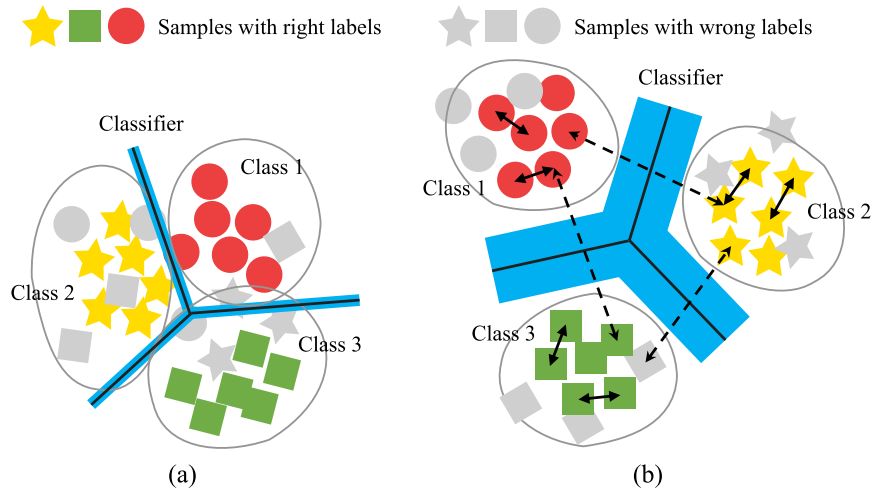 Samples with right labels
Samples with wrong labels
Classifier
Class 1
Class 2
Class 3
(a)
Classifier
Class 1
Class 2
Class 3
(b)